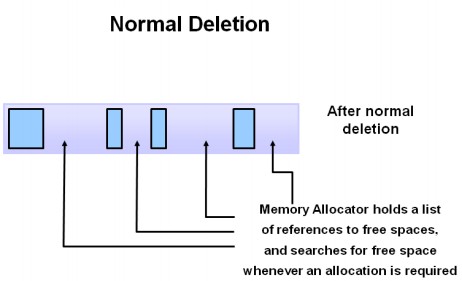 Normal Deletion
After normal
deletion
Memory Allocator holds a list
of references to free spaces,
and searches for free space
whenever an allocation is required